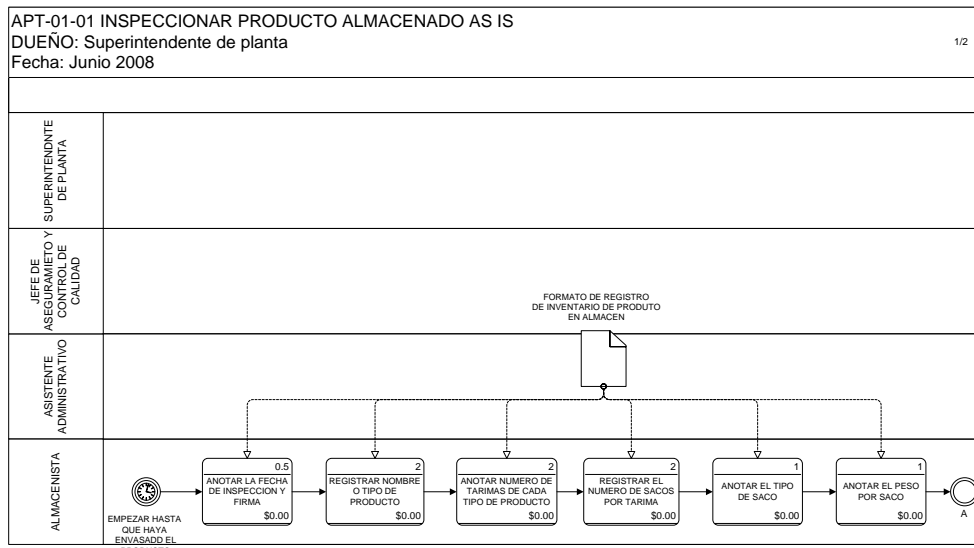 APT-01-01 INSPECCIONAR PRODUCTO ALMACENADO AS IS
DUEÑO: Superintendente de planta
1/2
Fecha: Junio 2008
SUPERINTENDNTE
DE PLANTA
JEFE DE
ASEGURAMIETO Y
CONTROL DE
CALIDAD
FORMATO DE REGISTRO
DE INVENTARIO DE PRODUTO
EN ALMACEN
ASISTENTE
ADMINISTRATIVO
ALMACENISTA
EMPEZAR HASTA
QUE HAYA
ENVASADD EL
0.5
ANOTAR LA FECHA
DE INSPECCION Y
FIRMA
$0.00
2
REGISTRAR NOMBRE
O TIPO DE
PRODUCTO
$0.00
2
ANOTAR NUMERO DE
TARIMAS DE CADA
TIPO DE PRODUCTO
$0.00
2
REGISTRAR EL
NUMERO DE SACOS
POR TARIMA
$0.00
1
ANOTAR EL TIPO
DE SACO
$0.00
1
ANOTAR EL PESO
POR SACO
$0.00
A